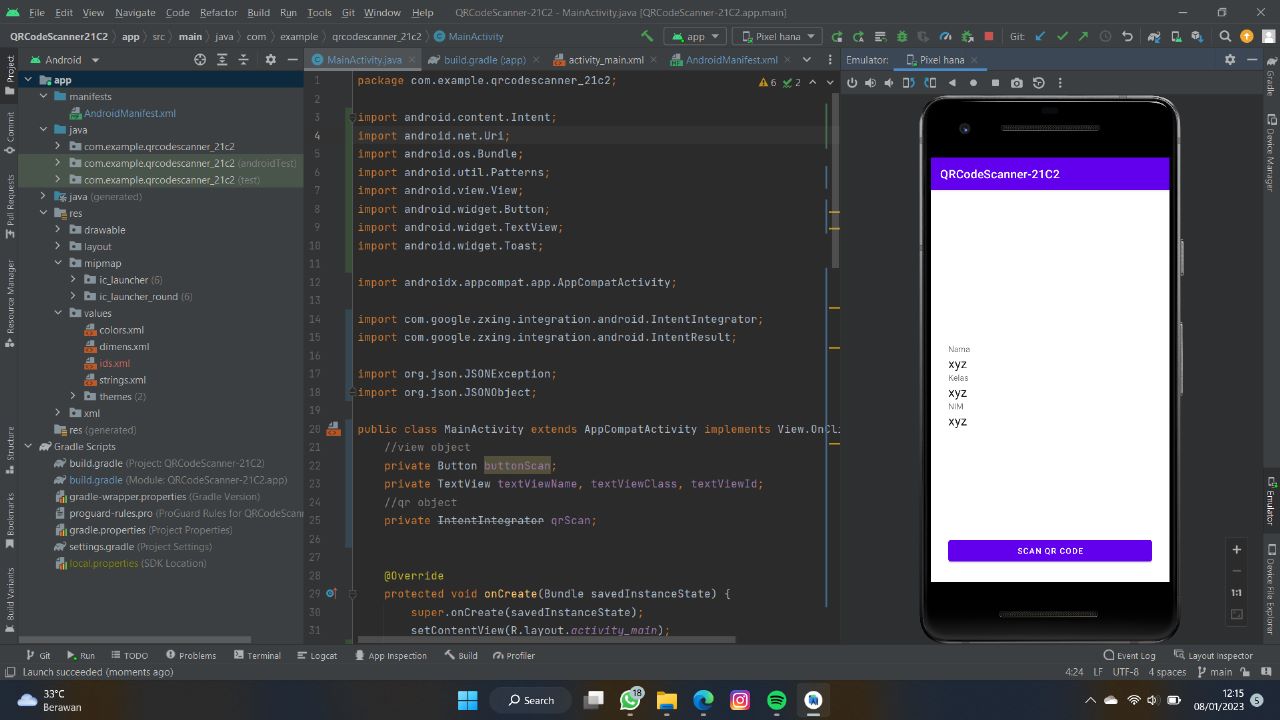 File Edit View Navigate Code Refactor Build Run Tools Git Window Help QRCodeScanner-21C2 - MainActivity.java [QRCodeScanner-21C2.app.main]
QRCodeScanner21C2 app src main java com example qrcodescanner_21c2 MainActivity app Pixel hana Git:
Project
Commit
Pull Requests
Resource Manager
Structure
Bookmarks
Build Variants
Android
app
manifests
AndroidManifest.xml
java
com.example.qrcodescanner_21c2
com.example.qrcodescanner_21c2 (androidTest)
com.example.qrcodescanner_21c2 (test)
java (generated)
res
drawable
layout
mipmap
ic_launcher (6)
ic_launcher_round (6)
values
colors.xml
dimens.xml
ids.xml
strings.xml
themes (2)
xml
res (generated)
Gradle Scripts
build.gradle (Project: QRCodeScanner-21C2)
build.gradle (Module: QRCodeScanner-21C2.app)
gradle-wrapper.properties (Gradle Version)
proguard-rules.pro (ProGuard Rules for QRCodeScann
gradle.properties (Project Properties)
settings.gradle (Project Settings)
local.properties (SDK Location)
MainActivity.java build.gradle (app) activity_main.xml AndroidManifest.xml
6 2
1 package com.example.qrcodescanner_21c2;
2
3 import android.content.Intent;
4 import android.net.Uri;
5 import android.os.Bundle;
6 import android.util.Patterns;
7 import android.view.View;
8 import android.widget.Button;
9 import android.widget.TextView;
10 import android.widget.Toast;
11
12 import androidx.appcompat.app.AppCompatActivity;
13
14 import com.google.zxing.integration.android.IntentIntegrator;
15 import com.google.zxing.integration.android.IntentResult;
16
17 import org.json.JSONException;
18 import org.json.JSONObject;
19
20 public class MainActivity extends AppCompatActivity implements View.OnCl
21 //view object
22 private Button buttonScan;
23 private TextView textViewName, textViewClass, textViewId;
24 //qr object
25 private IntentIntegrator qrScan;
26
27
28 @Override
29 protected void onCreate(Bundle savedInstanceState) {
30 super.onCreate(savedInstanceState);
31 setContentView(R.layout.activity_main);
Emulator: Pixel hana
QRCodeScanner-21C2
Nama
xyz
Kelas
xyz
NIM
xyz
SCAN QR CODE
1:1
Gradle
Device Manager
Emulator
Device File Explorer
Git Run TODO Problems Terminal Logcat App Inspection Build Profiler Event Log Layout Inspector
Launch succeeded (moments ago) 4:24 LF UTF-8 4 spaces main
33°C
Berawan
Search
18
12:15
08/01/2023
5